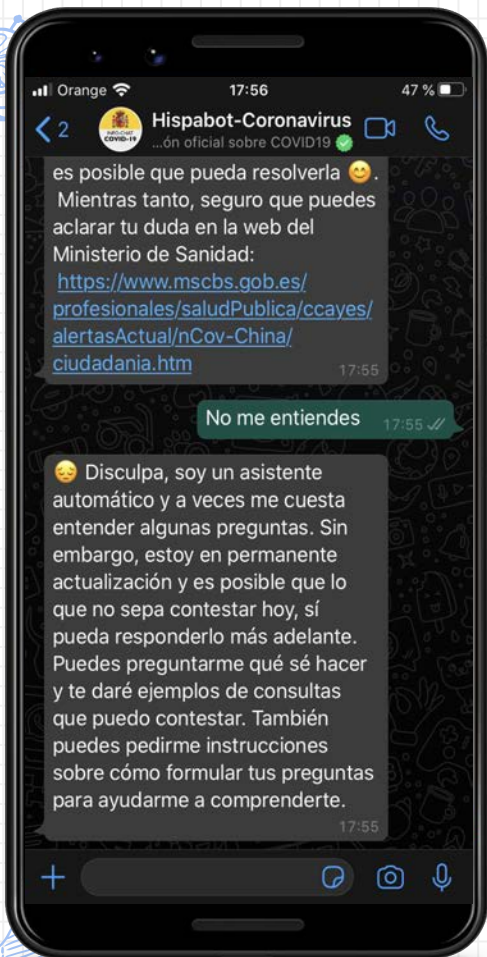 Orange 17:56 47 %
2 Hispabot-Coronavirus
...ón oficial sobre COVID19
INFO-CHAT
COVID-19
es posible que pueda resolverla 😊.
Mientras tanto, seguro que puedes
aclarar tu duda en la web del
Ministerio de Sanidad:
https://www.mscbs.gob.es/
profesionales/saludPublica/ccayes/
alertasActual/nCov-China/
ciudadania.htm
17:55
No me entiendes 17:55
😔 Disculpa, soy un asistente
automático y a veces me cuesta
entender algunas preguntas. Sin
embargo, estoy en permanente
actualización y es posible que lo
que no sepa contestar hoy, sí
pueda responderlo más adelante.
Puedes preguntarme qué sé hacer
y te daré ejemplos de consultas
que puedo contestar. También
puedes pedirme instrucciones
sobre cómo formular tus preguntas
para ayudarme a comprenderte.
17:55